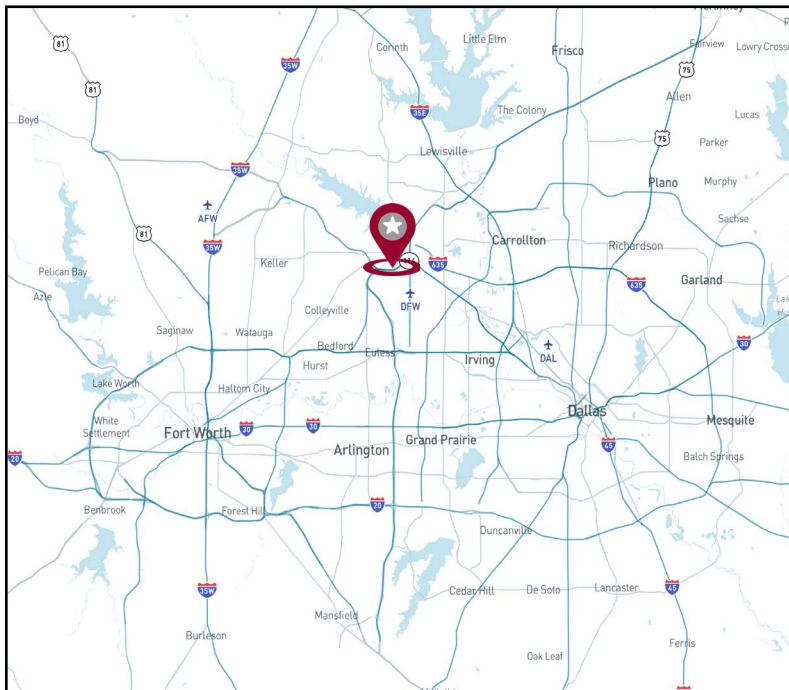 McKinney
81
Little Elm
Corinth
Frisco
Fairview
Lowry Crossi
35W
75
81
Allen
The Colony
35E
Lucas
Boyd
75
Parker
Lewisville
35W
Plano
Murphy
AFW
Sachse
81
35W
Carrollton
Richardson
Keller
635
Pelican Bay
Garland
635
Azle
DFW
Colleyville
Saginaw
Watauga
30
Bedford
Euless
DAL
Irving
Hurst
Lake Worth
Haltom City
Dallas
White
Settlement
Mesquite
30
30
Fort Worth
Grand Prairie
45
Arlington
20
Balch Springs
20
Benbrook
Forest Hill
Duncanville
35W
Cedar Hill
De Soto
Lancaster
45
Mansfield
Burleson
Ferris
Oak Leaf